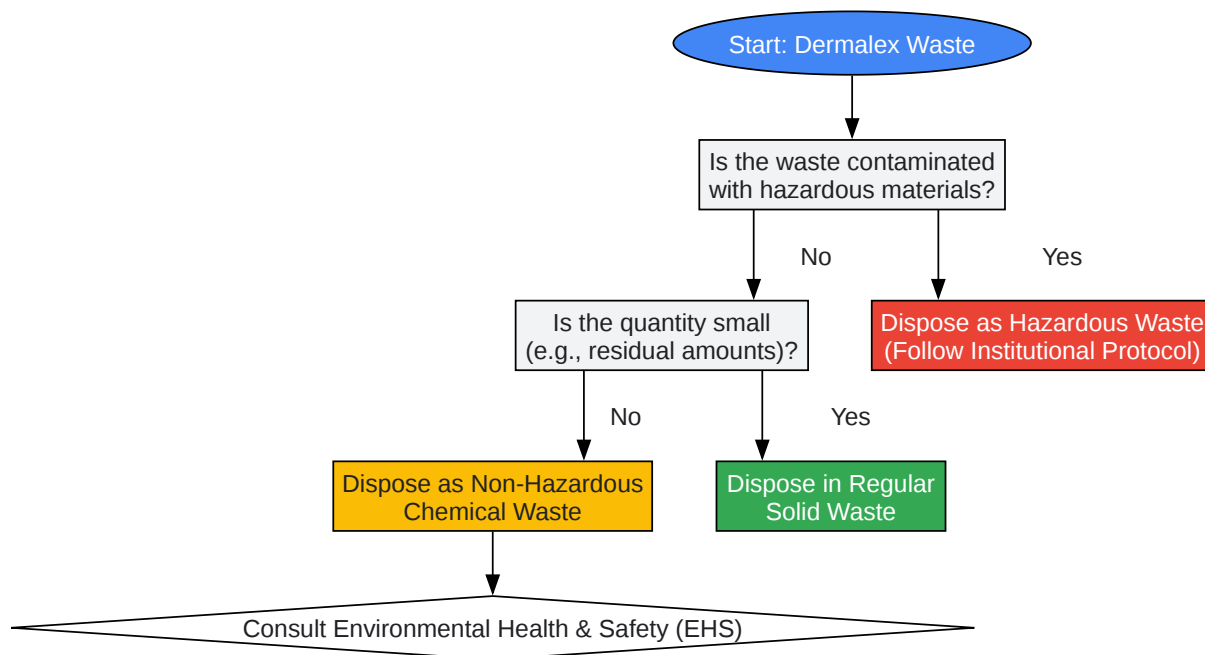 Start: Dermalex Waste
Is the waste contaminated
with hazardous materials?
No
Yes
Is the quantity small
(e.g., residual amounts)?
Dispose as Hazardous Waste
(Follow Institutional Protocol)
No
Yes
Dispose as Non-Hazardous
Chemical Waste
Dispose in Regular
Solid Waste
Consult Environmental Health & Safety (EHS)